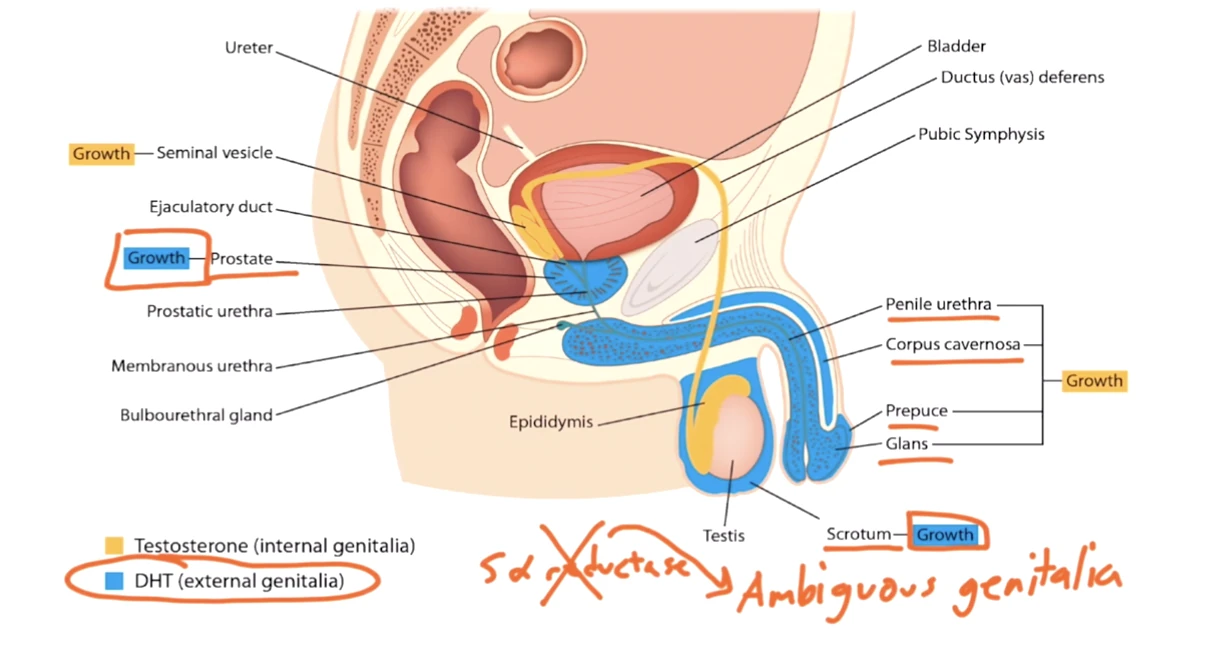 Ureter
Growth Seminal vesicle
Ejaculatory duct
Growth Prostate
Prostatic urethra
Membranous urethra
Bulbourethral gland
Bladder
Ductus (vas) deferens
Pubic Symphysis
Penile urethra
Corpus cavernosa
Growth
Prepuce
Glans
Epididymis
Testis
Scrotum Growth
Testosterone (internal genitalia)
DHT (external genitalia)
5α reductase
Ambiguous genitalia